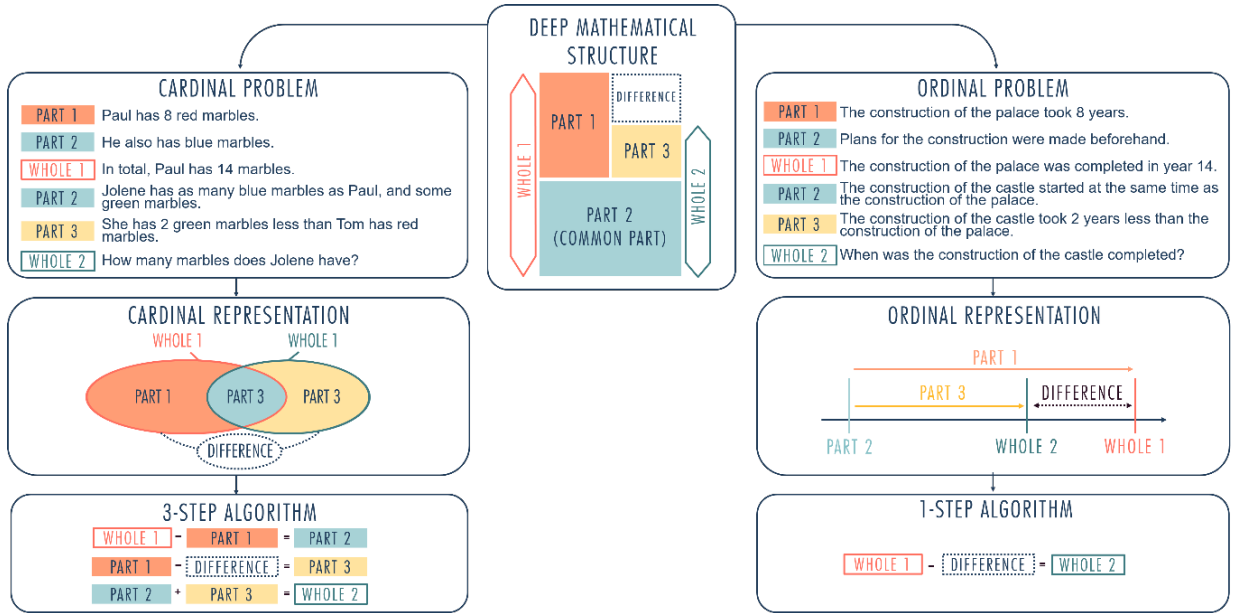 DEEP MATHEMATICAL
STRUCTURE
WHOLE 1
PART 1
DIFFERENCE
PART 3
WHOLE 2
PART 2
(COMMON PART)
CARDINAL PROBLEM
PART 1 Paul has 8 red marbles.
PART 2 He also has blue marbles.
WHOLE 1 In total, Paul has 14 marbles.
PART 2 Jolene has as many blue marbles as Paul, and some
green marbles.
PART 3 She has 2 green marbles less than Tom has red
marbles.
WHOLE 2 How many marbles does Jolene have?
CARDINAL REPRESENTATION
WHOLE 1 WHOLE 1
PART 1 PART 3 PART 3
DIFFERENCE
3-STEP ALGORITHM
WHOLE 1 - PART 1 = PART 2
PART 1 - DIFFERENCE = PART 3
PART 2 + PART 3 = WHOLE 2
ORDINAL PROBLEM
PART 1 The construction of the palace took 8 years.
PART 2 Plans for the construction were made beforehand.
WHOLE 1 The construction of the palace was completed in year 14.
PART 2 The construction of the castle started at the same time as
the construction of the palace.
PART 3 The construction of the castle took 2 years less than the
construction of the palace.
WHOLE 2 When was the construction of the castle completed?
ORDINAL REPRESENTATION
PART 1
PART 3 DIFFERENCE
PART 2 WHOLE 2 WHOLE 1
1-STEP ALGORITHM
WHOLE 1 - DIFFERENCE = WHOLE 2